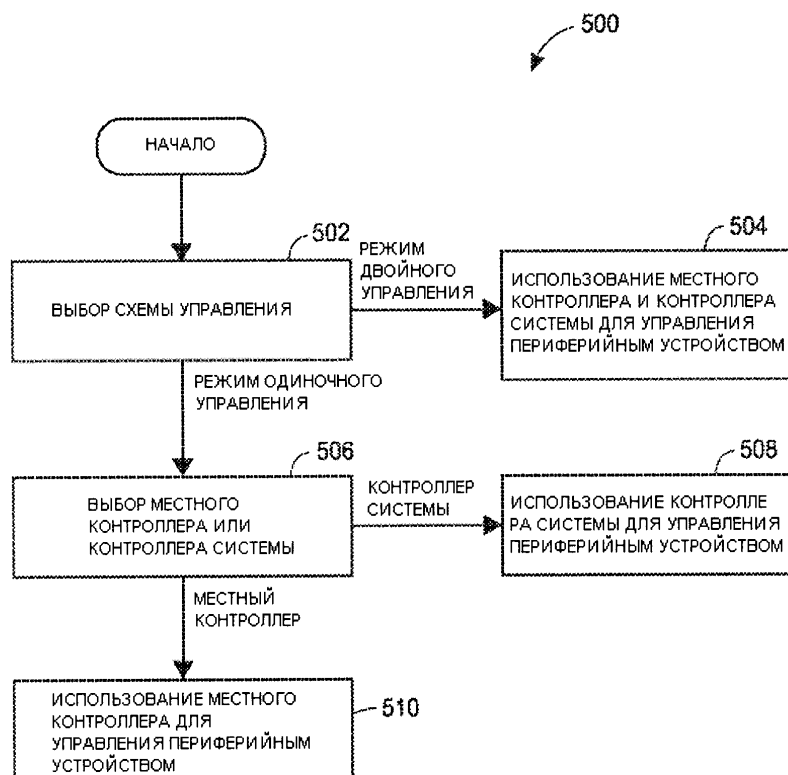 500
НАЧАЛО
502
РЕЖИМ
ДВОЙНОГО
УПРАВЛЕНИЯ
504
ВЫБОР СХЕМЫ УПРАВЛЕНИЯ
ИСПОЛЬЗОВАНИЕ МЕСТНОГО
КОНТРОЛЛЕРА И КОНТРОЛЛЕРА
СИСТЕМЫ ДЛЯ УПРАВЛЕНИЯ
ПЕРИФЕРИЙНЫМ УСТРОЙСТВОМ
РЕЖИМ ОДИНОЧНОГО
УПРАВЛЕНИЯ
506
ВЫБОР МЕСТНОГО
КОНТРОЛЛЕРА ИЛИ
КОНТРОЛЛЕРА СИСТЕМЫ
КОНТРОЛЛЕР
СИСТЕМЫ
508
ИСПОЛЬЗОВАНИЕ КОНТРОЛЛЕ
РА СИСТЕМЫ ДЛЯ УПРАВЛЕНИЯ
ПЕРИФЕРИЙНЫМ УСТРОЙСТВОМ
МЕСТНЫЙ
КОНТРОЛЛЕР
ИСПОЛЬЗОВАНИЕ МЕСТНОГО
КОНТРОЛЛЕРА ДЛЯ
УПРАВЛЕНИЯ ПЕРИФЕРИЙНЫМ
УСТРОЙСТВОМ
510